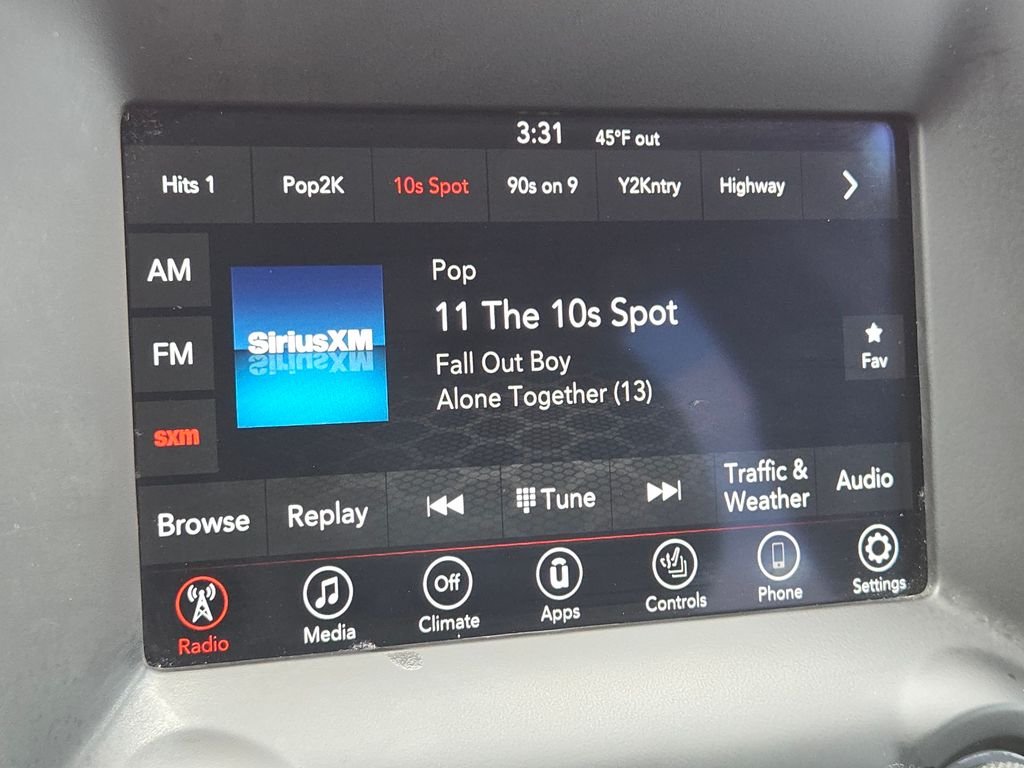 3:31 45°F out
Hits 1 Pop2K 10s Spot 90s on 9 Y2Kntry Highway
AM
FM
sxm
SiriusXM
Pop
11 The 10s Spot
Fall Out Boy
Alone Together (13)
Fav
Browse Replay Tune Traffic & Weather Audio
Off
Radio Media Climate Apps Controls Phone Settings